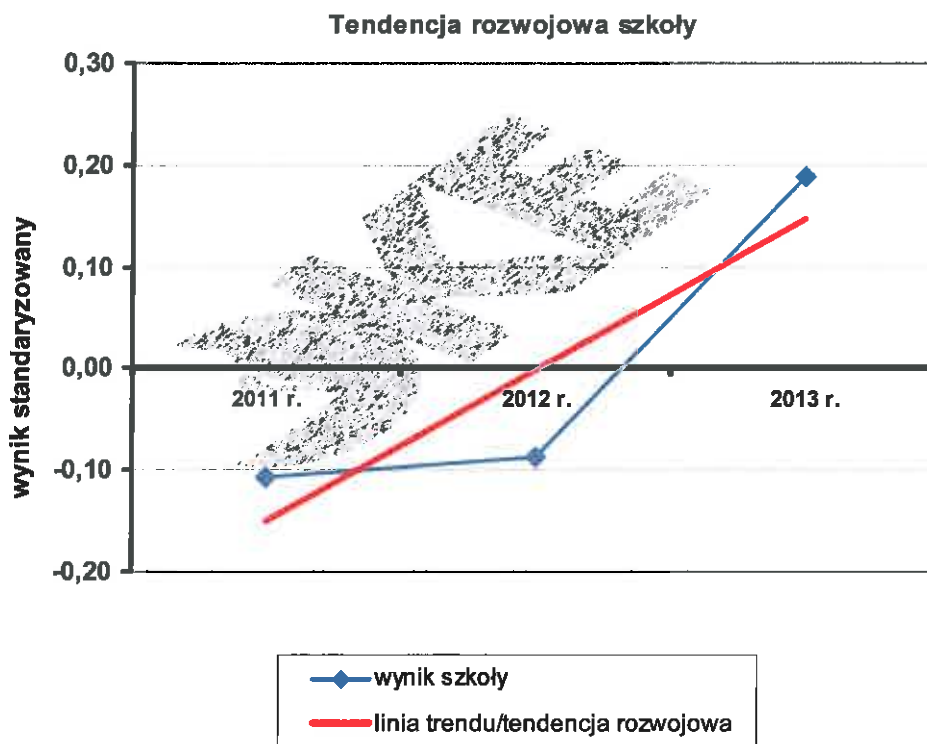 Tendencja rozwojowa szkoły
0,30
0,20
0,10
0,00
-0,10
-0,20
wynik standaryzowany
2011 r.
2012 r.
2013 r.
wynik szkoły
linia trendu/tendencja rozwojowa